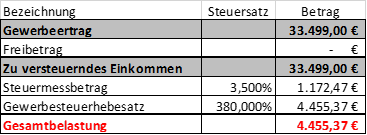 Bezeichnung Steuersatz Betrag
Gewerbeertrag 33.499,00 €
Freibetrag - €
Zu versteuerndes Einkommen 33.499,00 €
Steuermessbetrag 3,500% 1.172,47 €
Gewerbesteuerhebesatz 380,000% 4.455,37 €
Gesamtbelastung 4.455,37 €